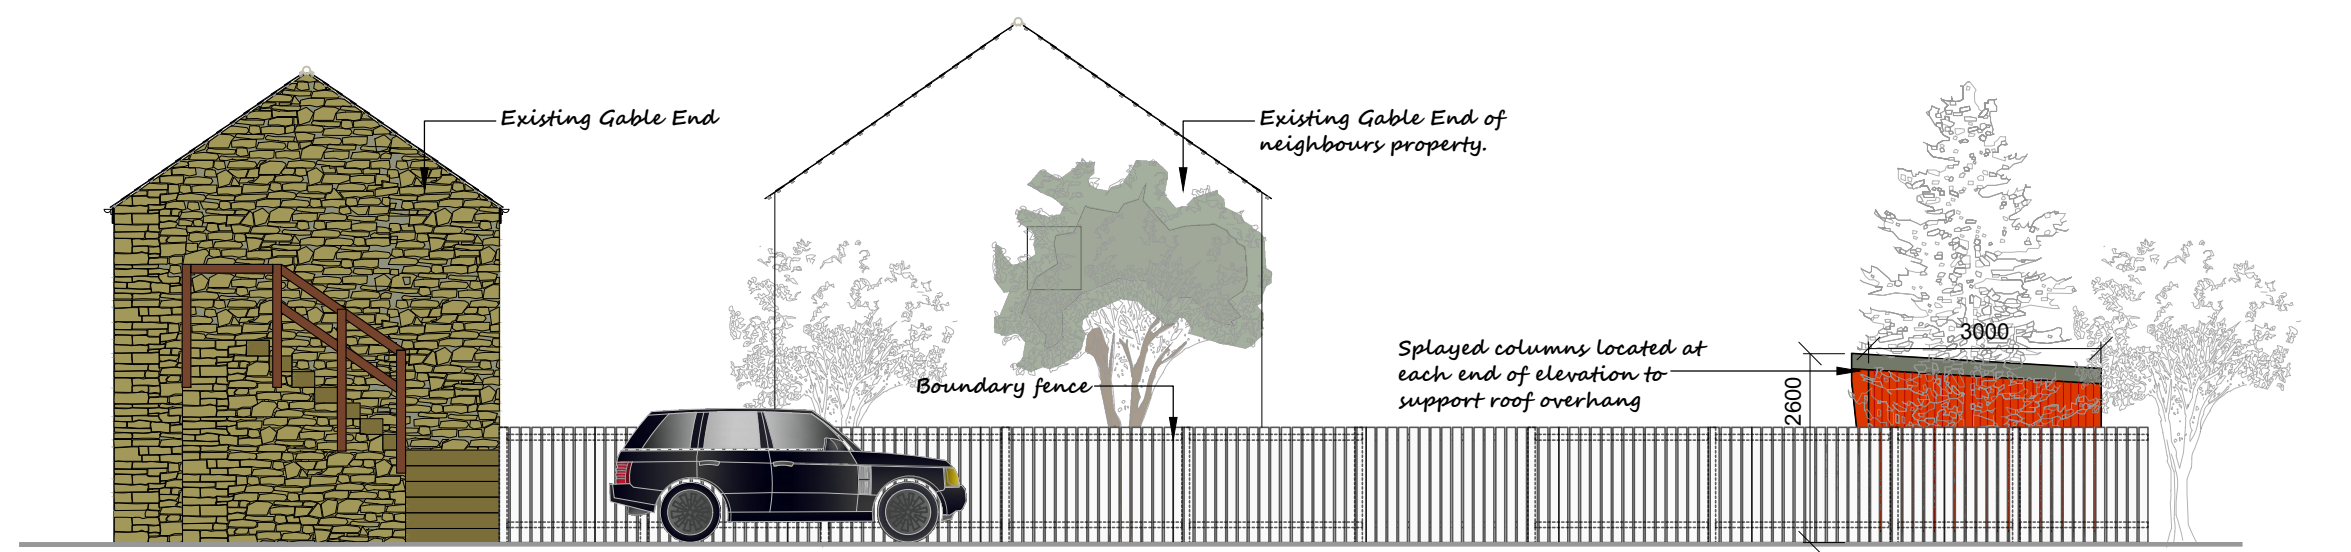 Existing Gable End
Existing Gable End of
neighbours property.
Boundary fence
Splayed columns located at
each end of elevation to
support roof overhang
3000
2600